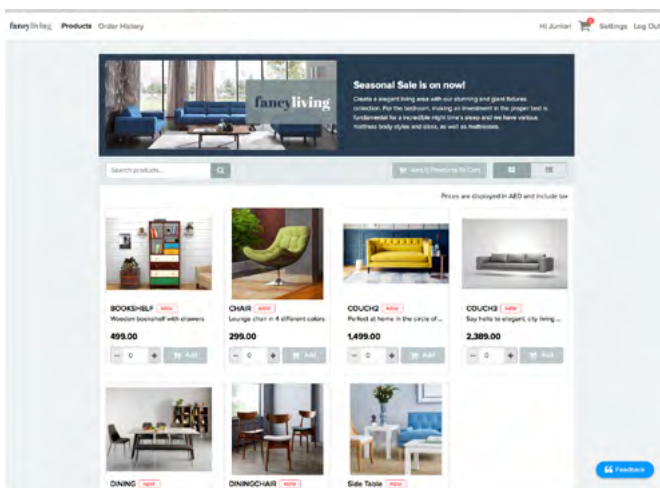 fancyliving Products Order History Hi Junior! Settings Log Out
fancyliving
Seasonal Sale is on now!
Create a elegant living area with our stunning and giant fixtures
collection. For the bedroom, making an investment in the proper bed is
fundamental for a incredible night time's sleep and we have various
mattress body styles and sizes, as well as mattresses.
Search products...
Add 0 Products to Cart
Prices are displayed in AED and include tax
BOOKSHELF NEW
Wooden bookshelf with drawers
499.00
- 0 + Add
CHAIR NEW
Lounge chair in 4 different colors
299.00
- 0 + Add
COUCH2 NEW
Perfect at home in the circle of ...
1,499.00
- 0 + Add
COUCH3 NEW
Say hello to elegant, city living ...
2,389.00
- 0 + Add
DINING NEW
DININGCHAIR NEW
Side Table NEW
Feedback